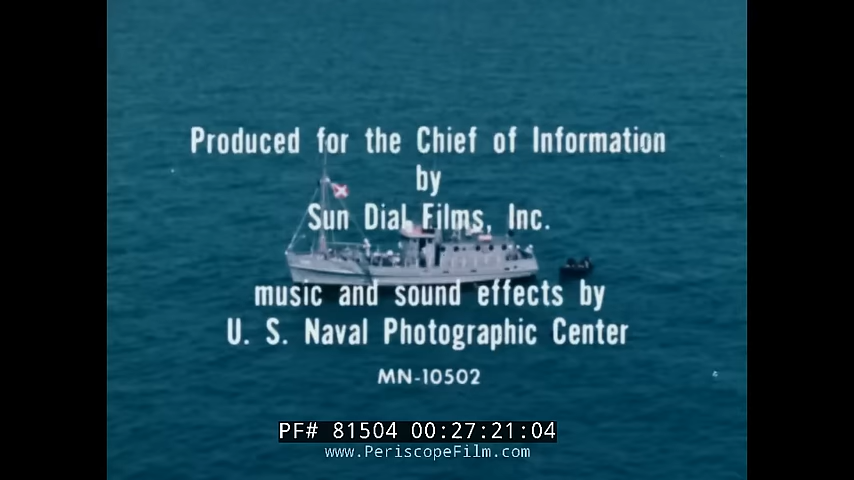 Produced for the Chief of Information
by
Sun Dial Films, Inc.
music and sound effects by
U. S. Naval Photographic Center
MN-10502
PF# 81504 00:27:21:04
www.PeriscopeFilm.com